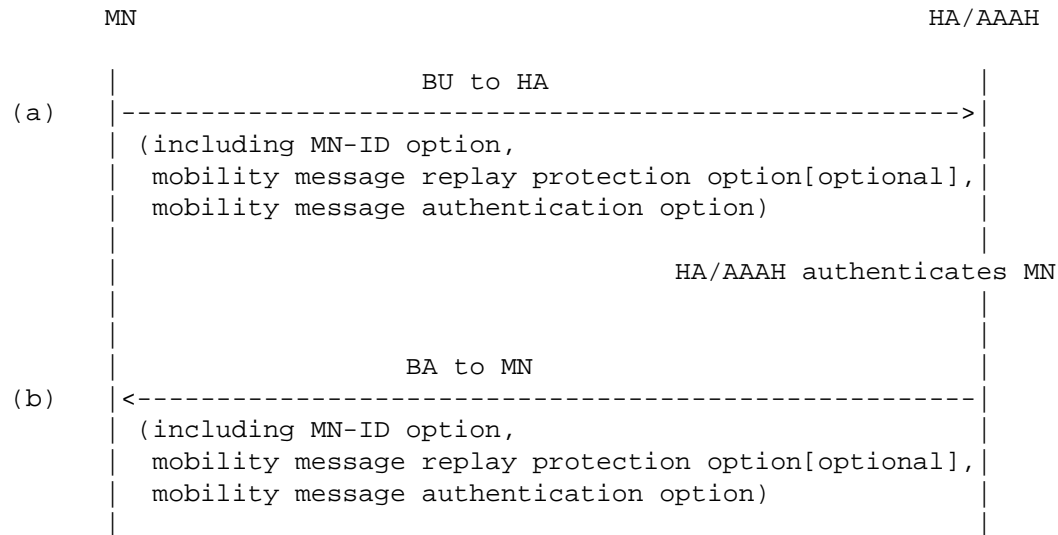 MN HA/AAAH
BU to HA
(a) |----------------------------------------------------->|
(including MN-ID option,
mobility message replay protection option[optional],
mobility message authentication option)
HA/AAAH authenticates MN
BA to MN
(b) |<-----------------------------------------------------|
(including MN-ID option,
mobility message replay protection option[optional],
mobility message authentication option)